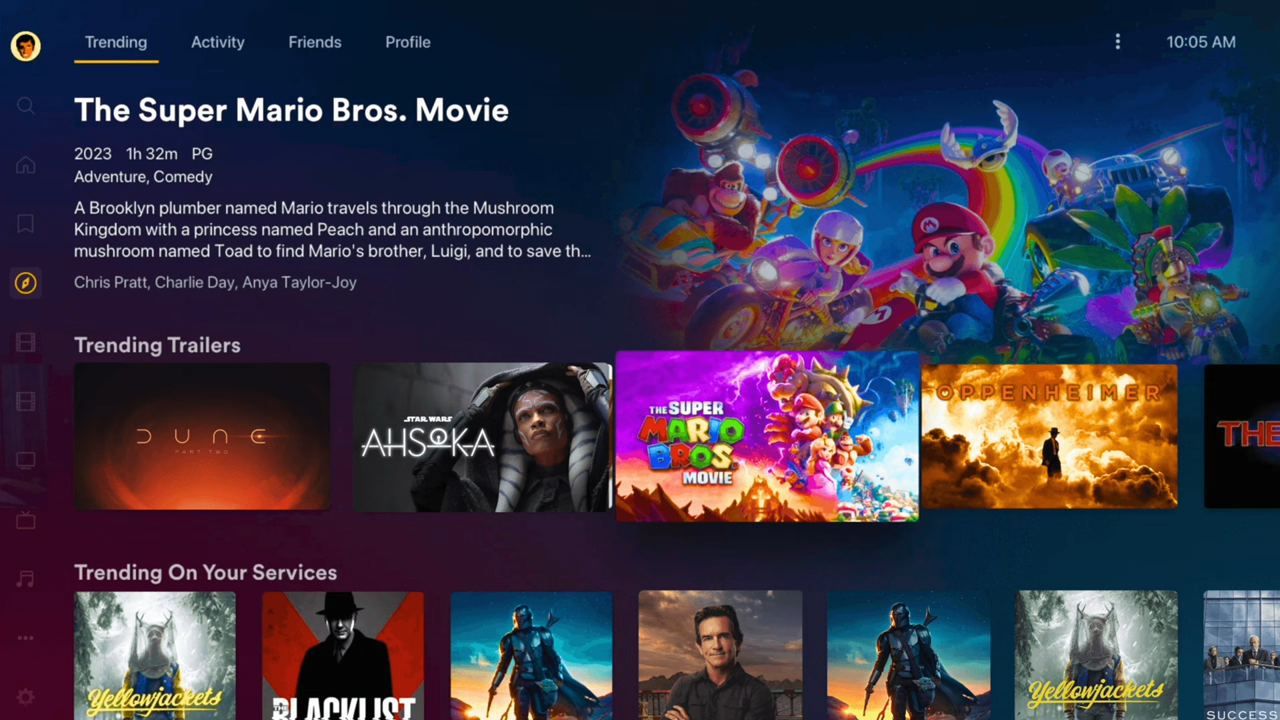 Trending Activity Friends Profile 10:05 AM
The Super Mario Bros. Movie
2023 1h 32m PG
Adventure, Comedy
A Brooklyn plumber named Mario travels through the Mushroom
Kingdom with a princess named Peach and an anthropomorphic
mushroom named Toad to find Mario's brother, Luigi, and to save th...
Chris Pratt, Charlie Day, Anya Taylor-Joy
Trending Trailers
DUNE
PART TWO
STAR WARS
AHSOKA
THE SUPER
MARIO
BROS.
MOVIE
OPPENHEIMER
THE
Trending On Your Services
Yellowjackets
THE
BLACKLIST
Yellowjackets
SUCCESS